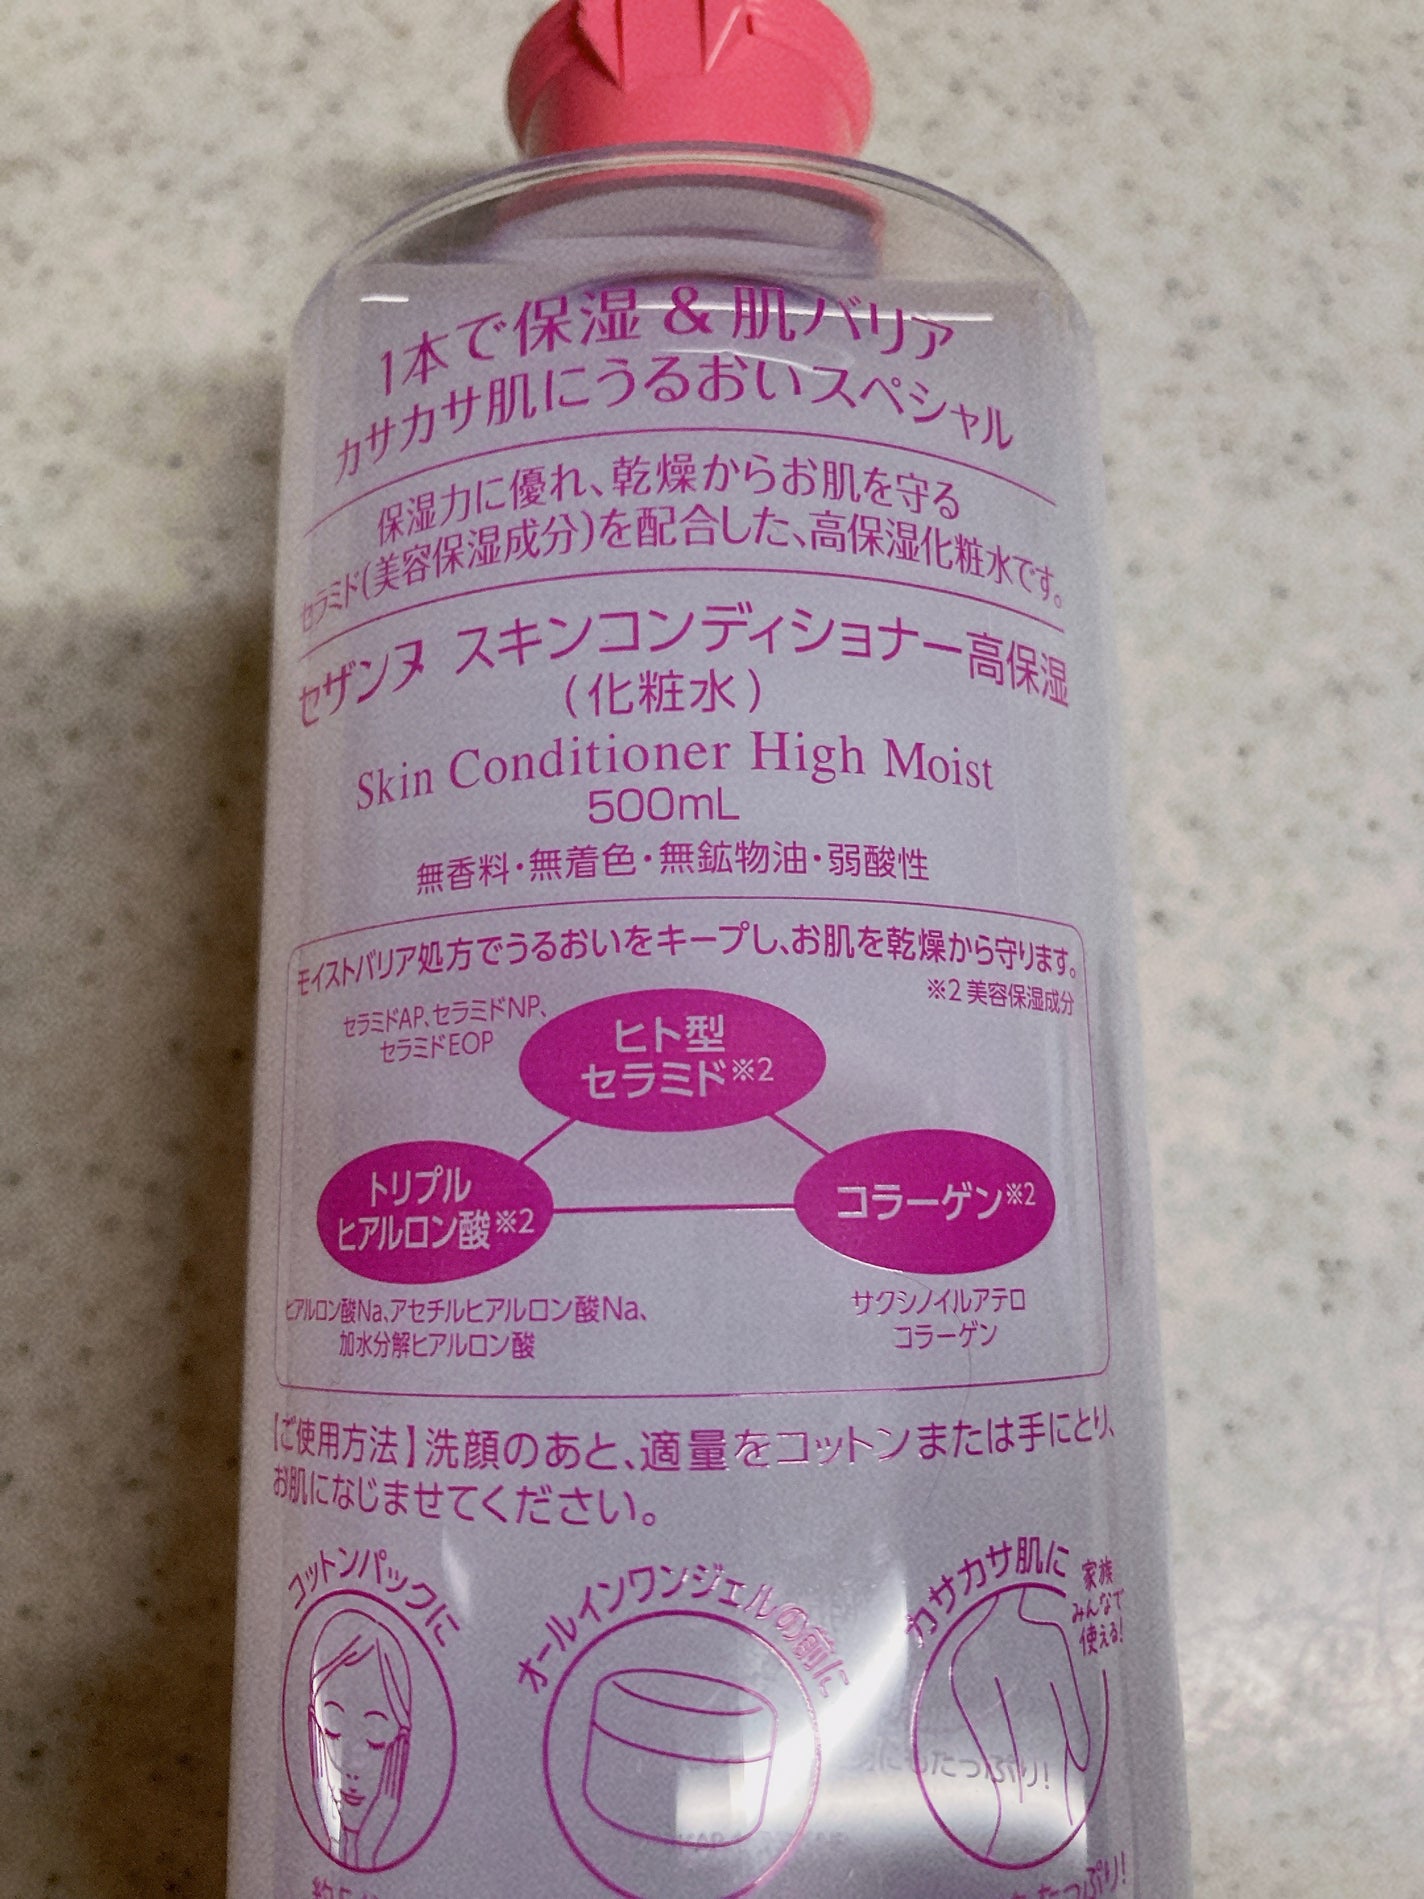 1本で保湿 & 肌バリア
カサカサ肌にうるおいスペシャル
保湿力に優れ、乾燥からお肌を守る
セラミド(美容保湿成分)を配合した、高保湿化粧水です。
セザンヌ スキンコンディショナー高保湿
(化粧水)
Skin Conditioner High Moist
500mL
無香料・無着色・無鉱物油・弱酸性
モイストバリア処方でうるおいをキープし、お肌を乾燥から守ります。
※2 美容保湿成分
セラミドAP、セラミドNP、
セラミドEOP
ヒト型
セラミド※2
トリプル
ヒアルロン酸※2
コラーゲン※2
ヒアルロン酸Na、アセチルヒアルロン酸Na、
加水分解ヒアルロン酸
サクシノイルアテロ
コラーゲン
【ご使用方法】洗顔のあと、適量をコットンまたは手にとり、
お肌になじませてください。
コットンパックに
オールインワンジェルの前に
カサカサ肌に
家族
みんなで
使える!
にもたっぷり!
たっぷり!